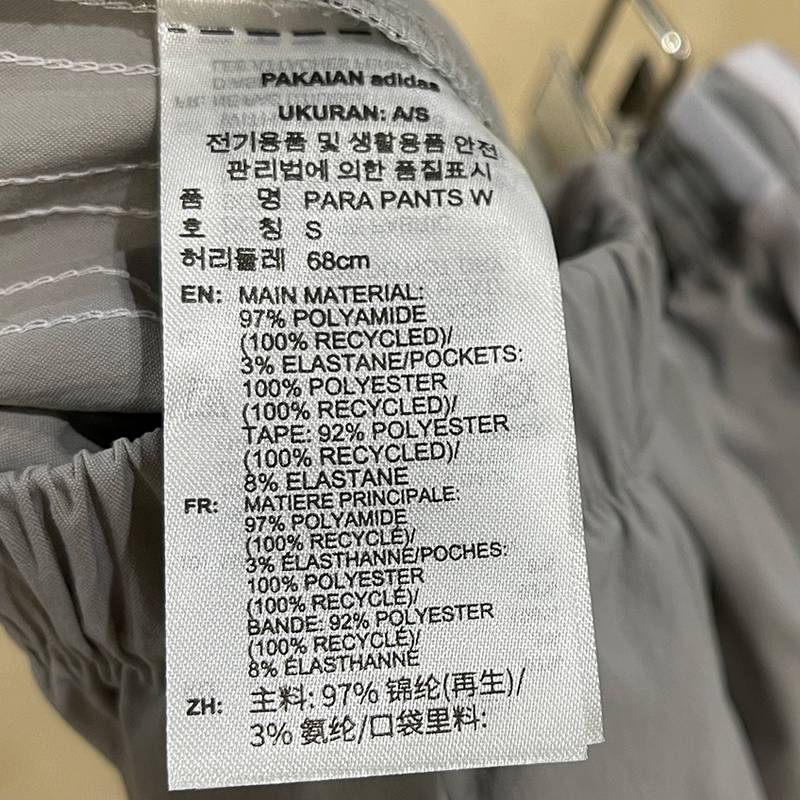 PAKAIAN adidas
UKURAN: A/S
전기용품 및 생활용품 안전
관리법에 의한 품질표시
품 명 PARA PANTS W
호 칭 S
허리둘레 68cm
EN: MAIN MATERIAL:
97% POLYAMIDE
(100% RECYCLED)/
3% ELASTANE/POCKETS:
100% POLYESTER
(100% RECYCLED)/
TAPE: 92% POLYESTER
(100% RECYCLED)/
8% ELASTANE
FR: MATIERE PRINCIPALE:
97% POLYAMIDE
(100% RECYCLÉ)/
3% ÉLASTHANNE/POCHES:
100% POLYESTER
(100% RECYCLÉ)/
BANDE: 92% POLYESTER
(100% RECYCLÉ)/
8% ÉLASTHANNE
ZH: 主料: 97% 锦纶(再生)/
3% 氨纶/口袋里料: